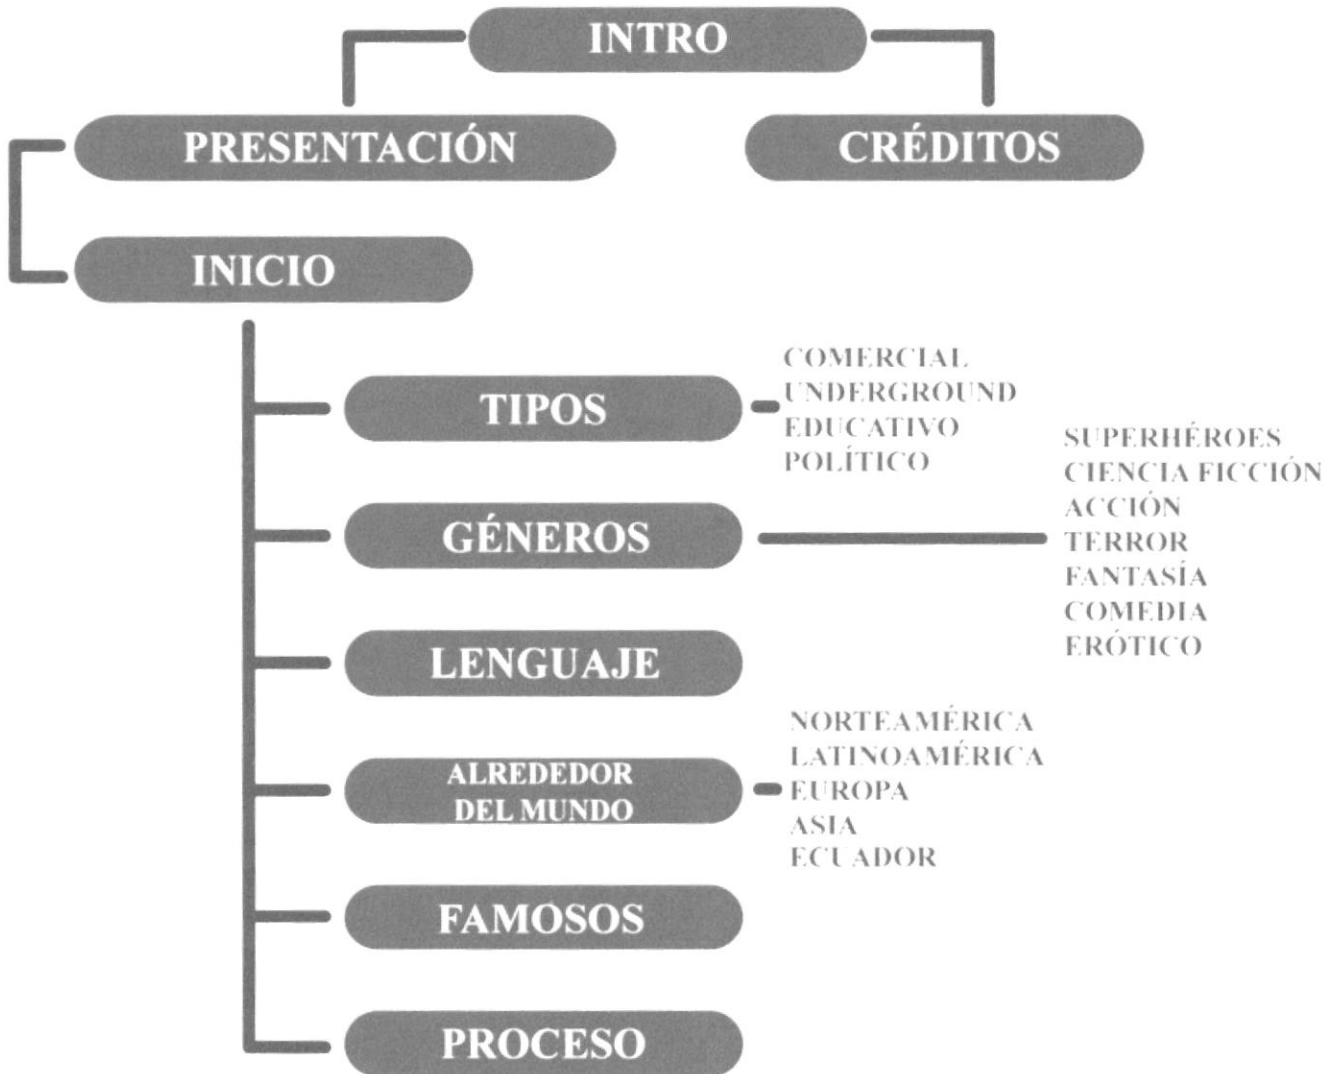 INTRO
PRESENTACIÓN
CRÉDITOS
INICIO
TIPOS
COMERCIAL
UNDERGROUND
EDUCATIVO
POLÍTICO
GÉNEROS
SUPERHÉROES
CIENCIA FICCIÓN
ACCIÓN
TERROR
FANTASÍA
COMEDIA
ERÓTICO
LENGUAJE
ALREDEDOR
DEL MUNDO
NORTEAMÉRICA
LATINOAMÉRICA
EUROPA
ASIA
ECUADOR
FAMOSOS
PROCESO